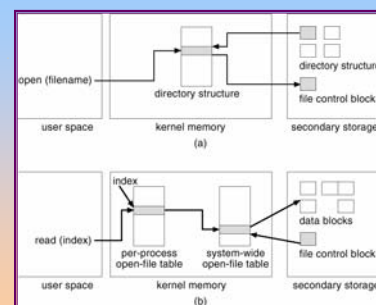 directory structure
open (filename)
directory structure
file control block
user space
kernel memory
secondary storage
(a)
index
data blocks
read (index)
per-process
open-file table
system-wide
open-file table
file control block
user space
kernel memory
secondary storage
(b)